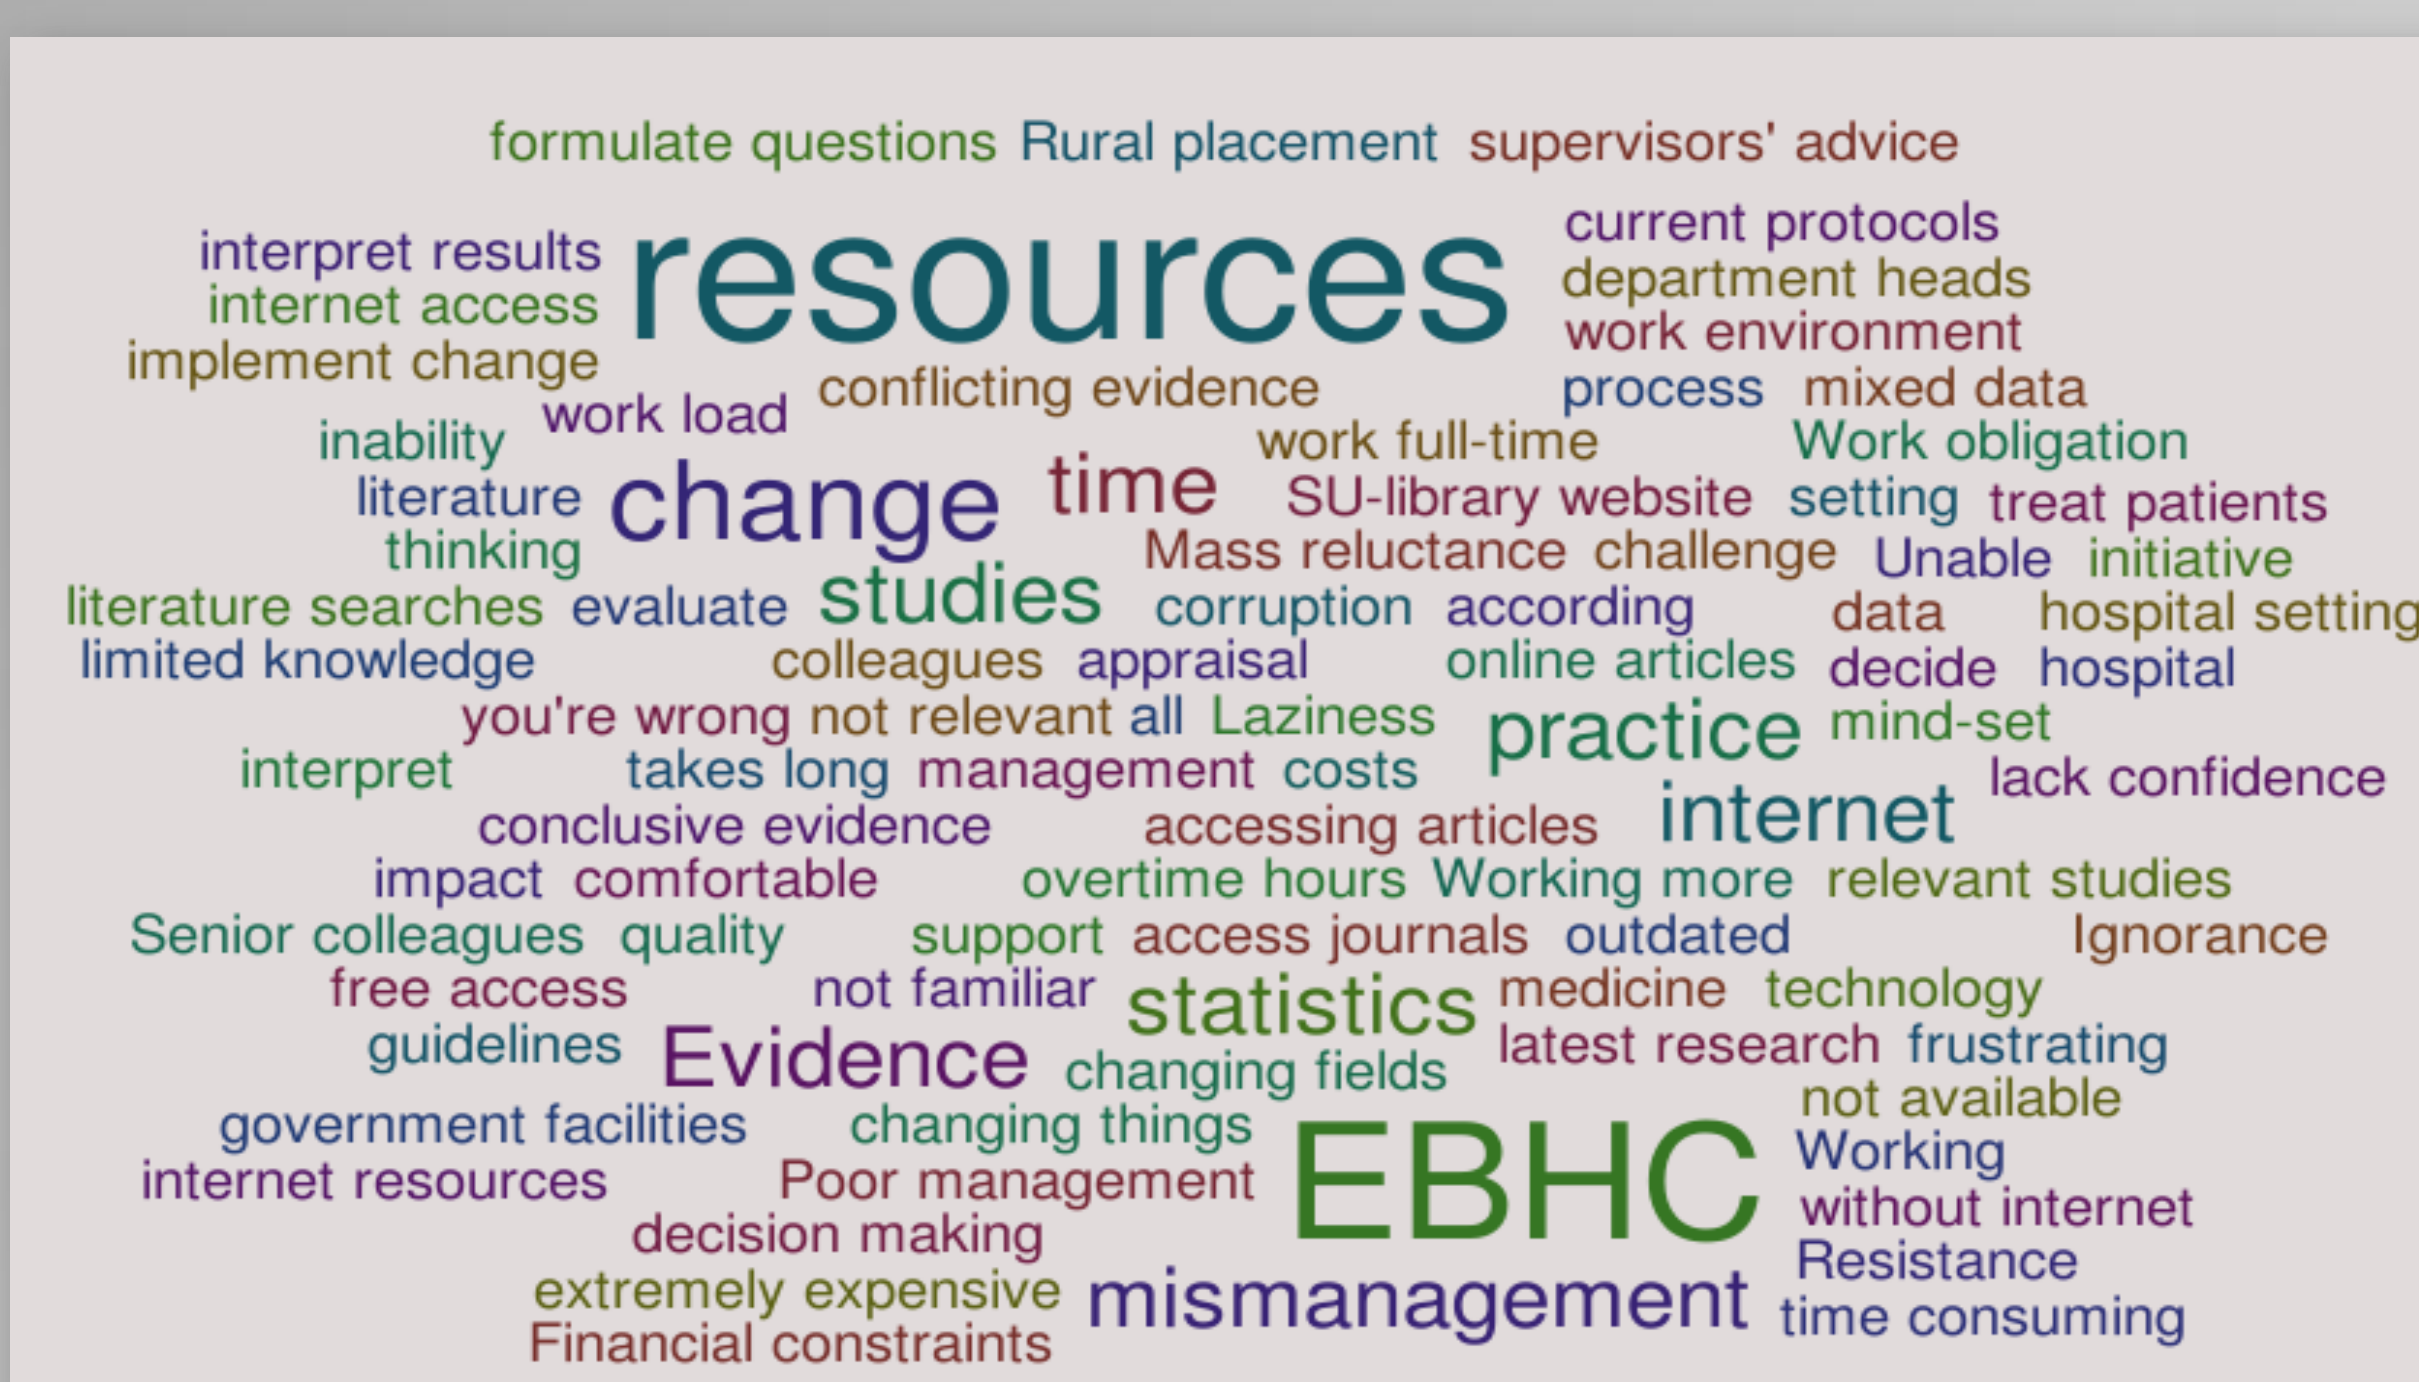 formulate questions Rural placement supervisors' advice
current protocols
interpret results resources department heads
internet access work environment
implement change conflicting evidence process mixed data
work load
inability work full-time Work obligation
literature change time SU-library website setting treat patients
thinking Mass reluctance challenge Unable initiative
literature searches evaluate studies corruption according data hospital setting
limited knowledge colleagues appraisal online articles decide hospital
you're wrong not relevant all Laziness practice mind-set
interpret takes long management costs lack confidence
conclusive evidence accessing articles internet
impact comfortable overtime hours Working more relevant studies
Senior colleagues quality support access journals outdated Ignorance
free access not familiar statistics medicine technology
guidelines Evidence changing fields latest research frustrating
not available
government facilities changing things EBHC Working
internet resources Poor management without internet
decision making Resistance
extremely expensive mismanagement time consuming
Financial constraints